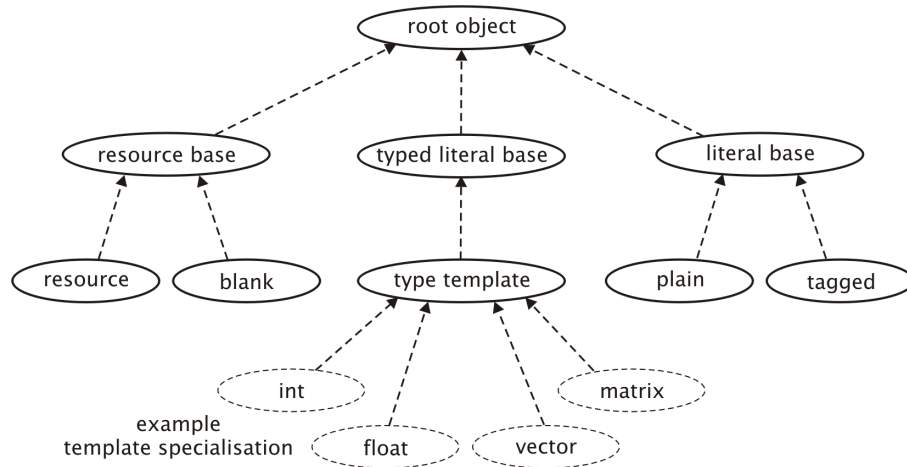 root object
resource base
typed literal base
literal base
resource
blank
type template
plain
tagged
int
matrix
example
template specialisation
float
vector